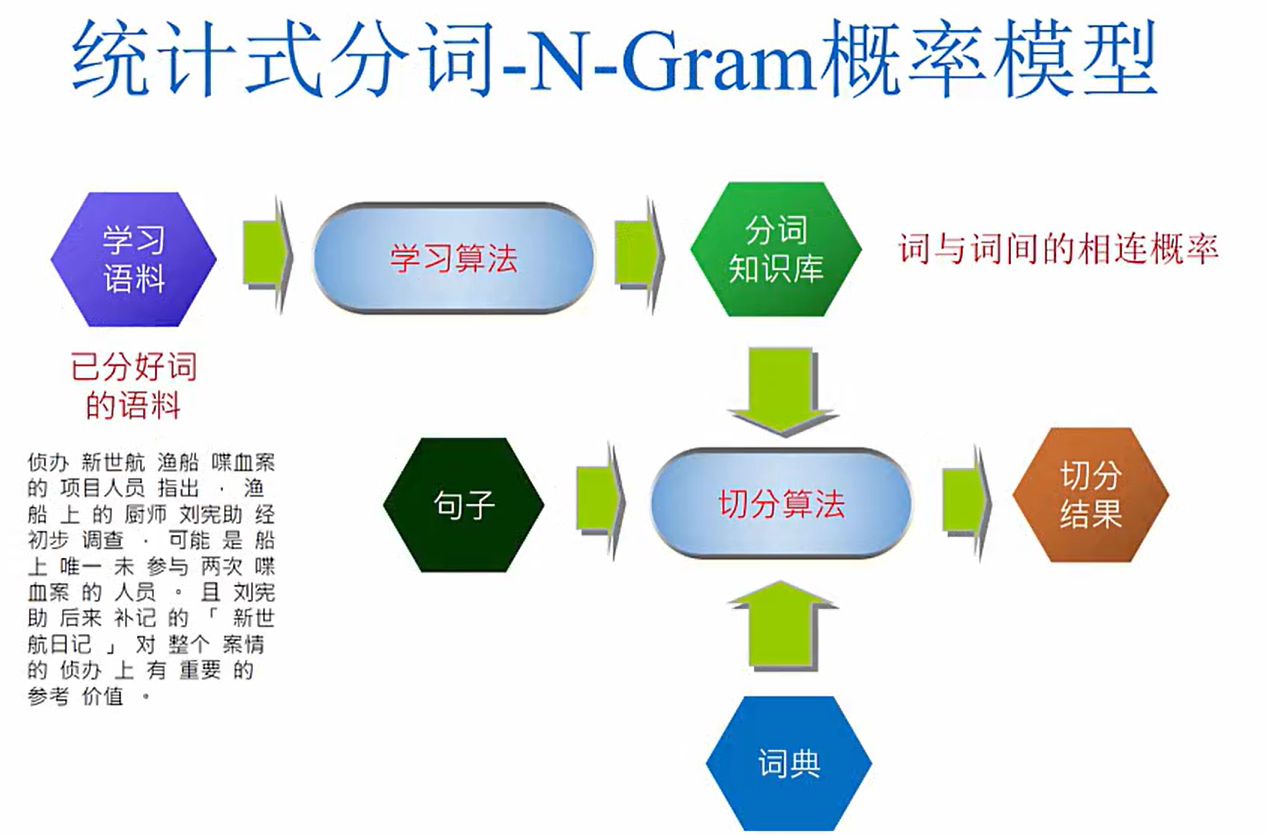 统计式分词-N-Gram概率模型
学习
语料
学习算法
分词
知识库
词与词间的相连概率
已分好词
的语料
侦办 新世航 渔船 喋血案
的 项目人员 指出 · 渔
船 上 的 厨师 刘宪助 经
初步 调查 · 可能 是 船
上 唯一 未 参与 两次 喋
血案 的 人员 。 且 刘宪
助 后来 补记 的 「 新世
航日记 」 对 整个 案情
的 侦办 上 有 重要 的
参考 价值 。
句子
切分算法
切分
结果
词典